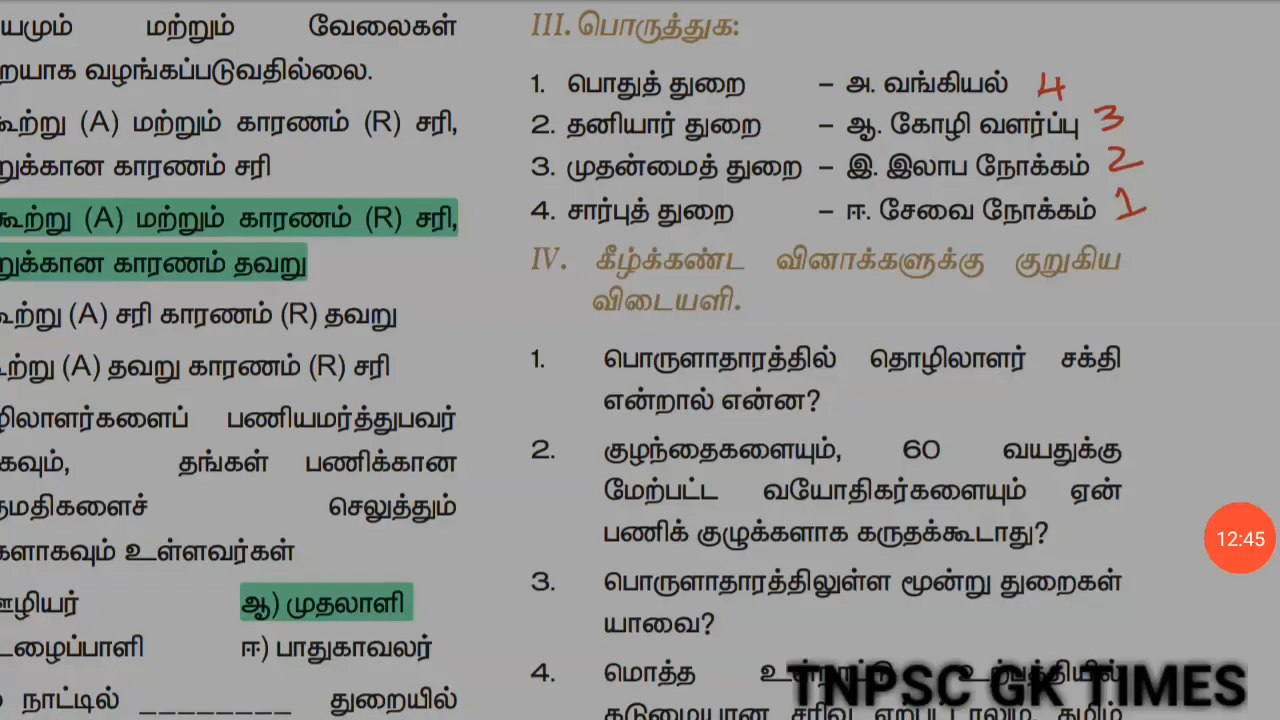 யமும் மற்றும் வேலைகள்
றயாக வழங்கப்படுவதில்லை.
கூற்று (A) மற்றும் காரணம் (R) சரி,
றுக்கான காரணம் சரி
கூற்று (A) மற்றும் காரணம் (R) சரி,
றுக்கான காரணம் தவறு
கூற்று (A) சரி காரணம் (R) தவறு
கூற்று (A) தவறு காரணம் (R) சரி
ழிலாளர்களைப் பணியமர்த்துபவர்
கவும், தங்கள் பணிக்கான
குமதிகளைச் செலுத்தும்
களாகவும் உள்ளவர்கள்
ஊழியர் ஆ) முதலாளி
உழைப்பாளி ஈ) பாதுகாவலர்
நாட்டில் ________ துறையில்
III. பொருத்துக:
1. பொதுத் துறை – அ. வங்கியல் 4
2. தனியார் துறை – ஆ. கோழி வளர்ப்பு 3
3. முதன்மைத் துறை – இ. இலாப நோக்கம் 2
4. சார்புத் துறை – ஈ. சேவை நோக்கம் 1
IV. கீழ்க்கண்ட வினாக்களுக்கு குறுகிய
விடையளி.
1. பொருளாதாரத்தில் தொழிலாளர் சக்தி
என்றால் என்ன?
2. குழந்தைகளையும், 60 வயதுக்கு
மேற்பட்ட வயோதிகர்களையும் ஏன்
பணிக் குழுக்களாக கருதக்கூடாது?
3. பொருளாதாரத்திலுள்ள மூன்று துறைகள்
யாவை?
4. மொத்த உள்நாட்டு உற்பத்தியில்
TNPSC GK TIMES
12:45